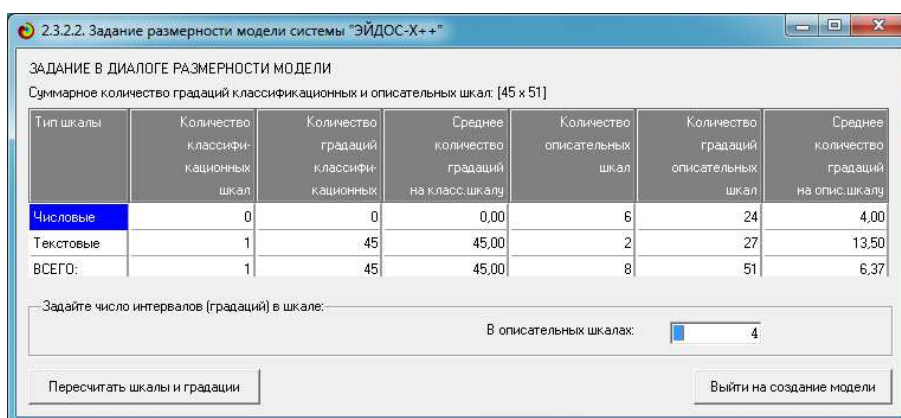 2.3.2.2. Задание размерности модели системы "ЭЙДОС-X++"
ЗАДАНИЕ В ДИАЛОГЕ РАЗМЕРНОСТИ МОДЕЛИ
Суммарное количество градаций классификационных и описательных шкал: [45 x 51]
Тип шкалы Количество Количество Среднее Количество Количество Среднее
классифи- градаций количество описательных градаций количество
кационных классифи- градаций шкал описательных градаций
шкал кационных на класс.шкалу шкал на опис.шкалу
Числовые 0 0 0,00 6 24 4,00
Текстовые 1 45 45,00 2 27 13,50
ВСЕГО: 1 45 45,00 8 51 6,37
Задайте число интервалов (градаций) в шкале:
В описательных шкалах: 4
Пересчитать шкалы и градации Выйти на создание модели